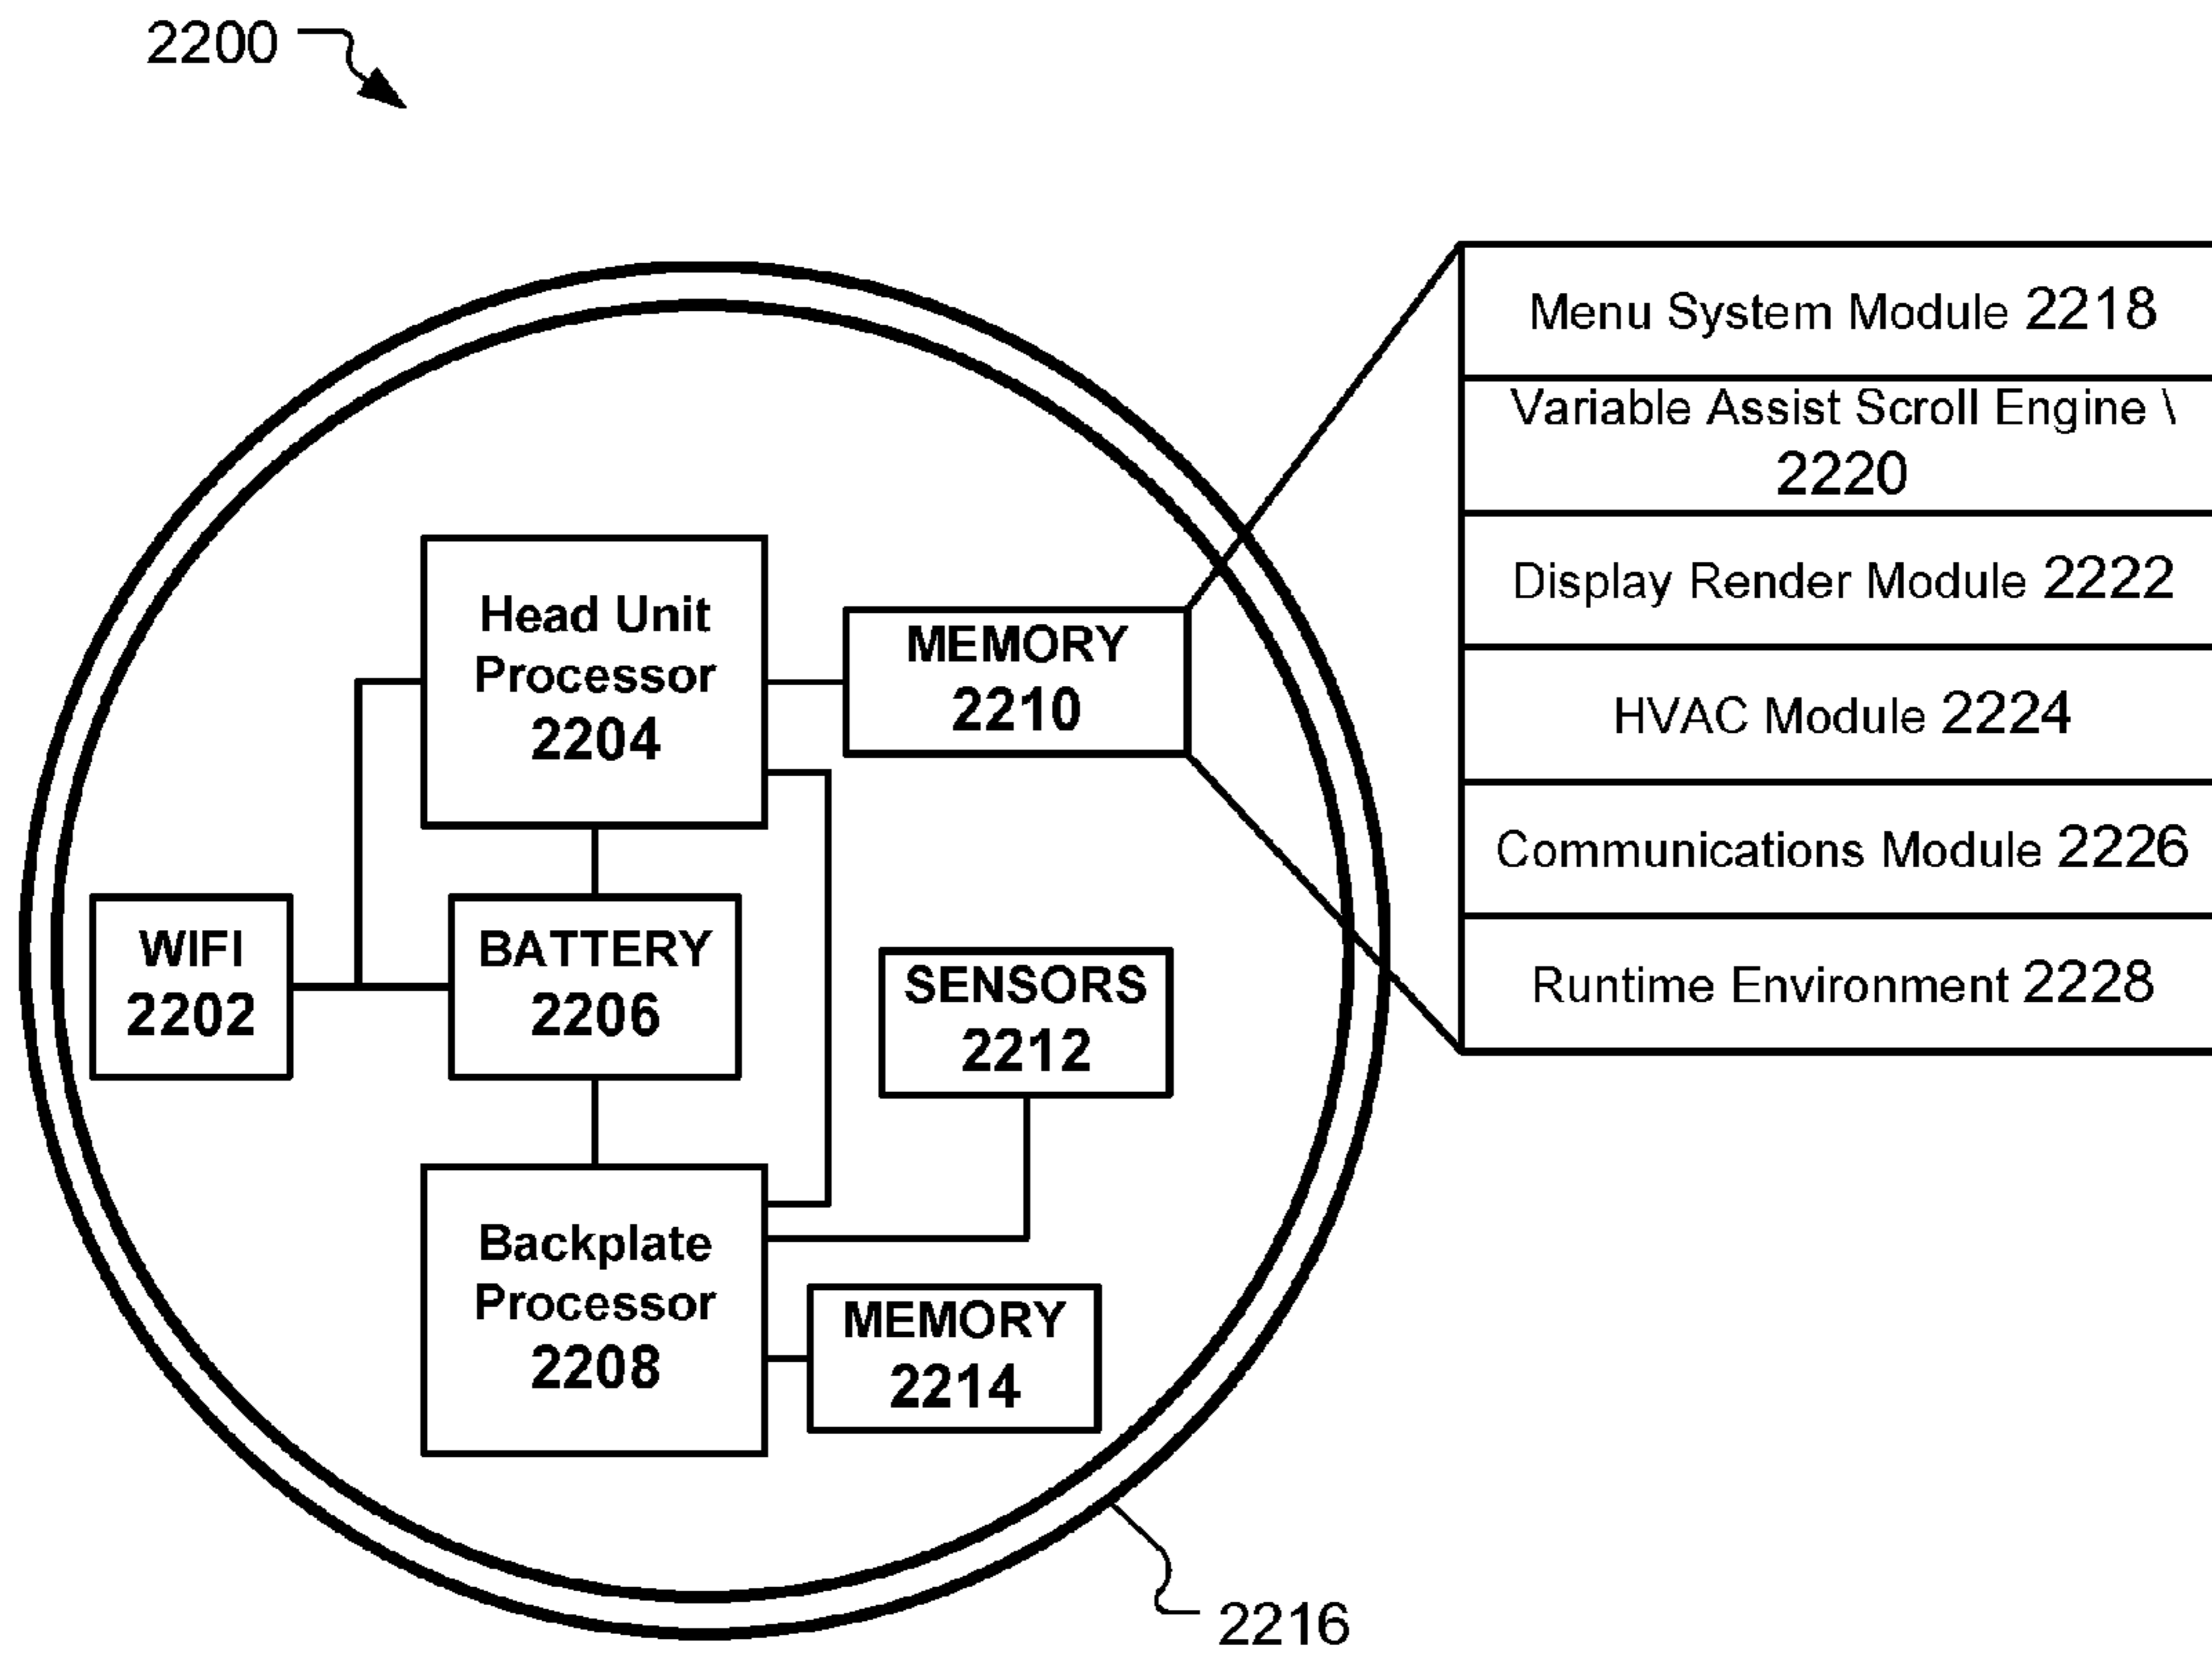 2200
Menu System Module 2218
Variable Assist Scroll Engine \
2220
Display Render Module 2222
HVAC Module 2224
Communications Module 2226
Runtime Environment 2228
Head Unit
Processor
2204
MEMORY
2210
WIFI
2202
BATTERY
2206
SENSORS
2212
Backplate
Processor
2208
MEMORY
2214
2216